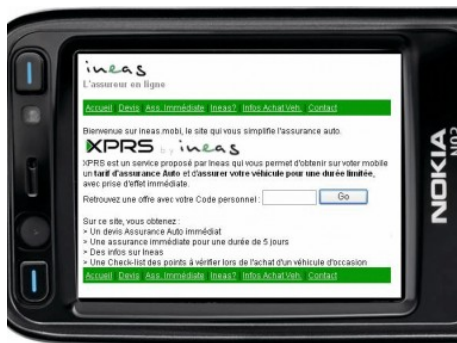 ineas
L'assureur en ligne
Accueil Devis Ass. Immédiate Ineas? Infos Achat Veh. Contact
Bienvenue sur ineas.mobi, le site qui vous simplifie l'assurance auto.
XPRS by ineas
XPRS est un service proposé par Ineas qui vous permet d'obtenir sur voter mobile
un tarif d'assurance Auto et d'assurer votre véhicule pour une durée limitée,
avec prise d'effet immédiate.
Retrouvez une offre avec votre Code personnel : Go
Sur ce site, vous obtenez :
> Un devis Assurance Auto immédiat
> Une assurance immédiate pour une durée de 5 jours
> Des infos sur Ineas
> Une Check-list des points à vérifier lors de l'achat d'un véhicule d'occasion
Accueil Devis Ass. Immédiate Ineas? Infos Achat Veh. Contact
NOKIA
N92